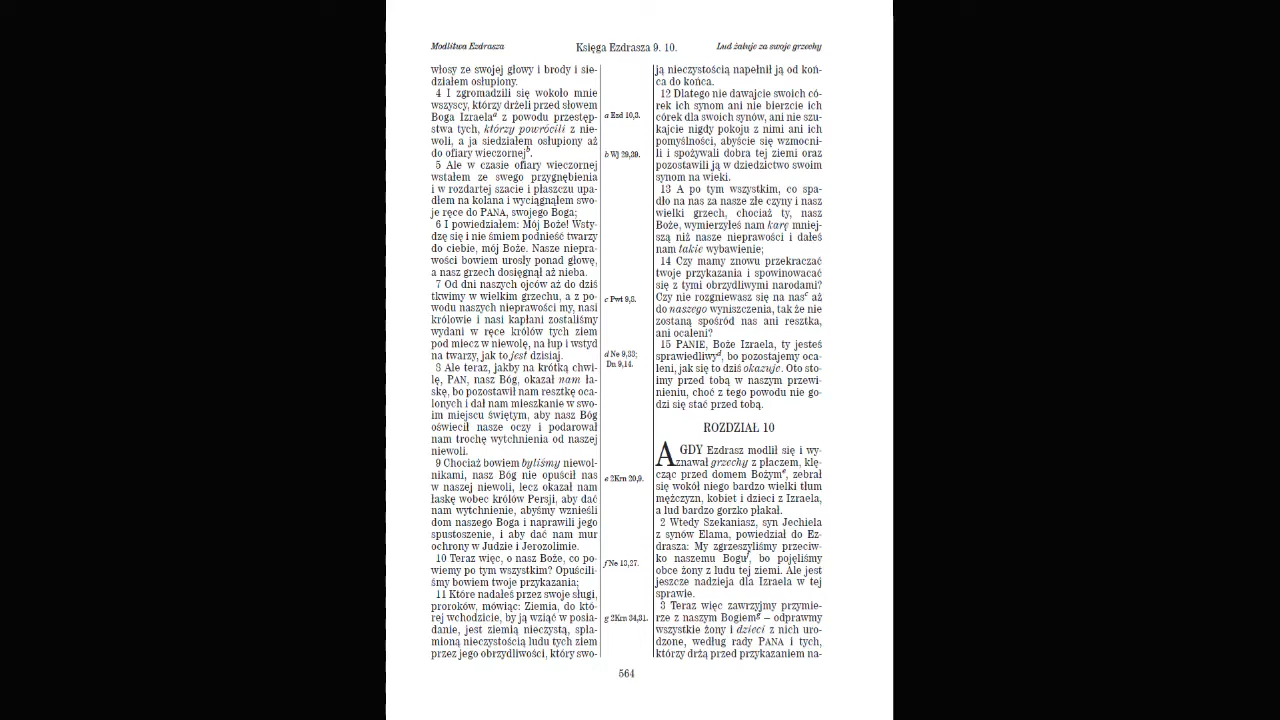 Modlitwa Ezdrasza
Księga Ezdrasza 9. 10.
Lud żałuje za swoje grzechy
włosy ze swojej głowy i brody i sie-
działem osłupiony.
4 I zgromadzili się wokoło mnie
wszyscy, którzy drżeli przed słowem
Boga Izraelaa z powodu przestęp-
stwa tych, którzy powrócili z nie-
woli, a ja siedziałem osłupiony aż
do ofiary wieczornejb.
5 Ale w czasie ofiary wieczornej
wstałem ze swego przygnębienia
i w rozdartej szacie i płaszczu upa-
dłem na kolana i wyciągnąłem swo-
je ręce do PANA, swojego Boga;
6 I powiedziałem: Mój Boże! Wsty-
dzę się i nie śmiem podnieść twarzy
do ciebie, mój Boże. Nasze niepra-
wości bowiem urosły ponad głowę,
a nasz grzech dosięgnął aż nieba.
7 Od dni naszych ojców aż do dziś
tkwimy w wielkim grzechu, a z po-
wodu naszych nieprawości my, nasi
królowie i nasi kapłani zostaliśmy
wydani w ręce królów tych ziem
pod miecz w niewolę, na łup i wstyd
na twarzy, jak to jest dzisiaj.
8 Ale teraz, jakby na krótką chwi-
lę, PAN, nasz Bóg, okazał nam ła-
skę, bo pozostawił nam resztkę oca-
lonych i dał nam mieszkanie w swo-
im miejscu świętym, aby nasz Bóg
oświecił nasze oczy i podarował
nam trochę wytchnienia od naszej
niewoli.
9 Chociaż bowiem byliśmy niewol-
nikami, nasz Bóg nie opuścił nas
w naszej niewoli, lecz okazał nam
łaskę wobec królów Persji, aby dać
nam wytchnienie, abyśmy wznieśli
dom naszego Boga i naprawili jego
spustoszenie, i aby dać nam mur
ochrony w Judzie i Jerozolimie.
10 Teraz więc, o nasz Boże, co po-
wiemy po tym wszystkim? Opuścili-
śmy bowiem twoje przykazania;
11 Które nadałeś przez swoje sługi,
proroków, mówiąc: Ziemia, do któ-
rej wchodzicie, by ją wziąć w posia-
danie, jest ziemią nieczystą, spla-
mioną nieczystością ludu tych ziem
przez jego obrzydliwości, który swo-
a Ezd 10,3.
b Wj 29,39.
c Pwt 9,8.
d Ne 9,33;
Dn 9,14.
e 2Krn 20,9.
f Ne 13,27.
g 2Krn 34,31.
ją nieczystością napełnił ją od koń-
ca do końca.
12 Dlatego nie dawajcie swoich có-
rek ich synom ani nie bierzcie ich
córek dla swoich synów, ani nie szu-
kajcie nigdy pokoju z nimi ani ich
pomyślności, abyście się wzmocni-
li i spożywali dobra tej ziemi oraz
pozostawili ją w dziedzictwo swoim
synom na wieki.
13 A po tym wszystkim, co spa-
dło na nas za nasze złe czyny i nasz
wielki grzech, chociaż ty, nasz
Boże, wymierzyłeś nam karę mniej-
szą niż nasze nieprawości i dałeś
nam takie wybawienie;
14 Czy mamy znowu przekraczać
twoje przykazania i spowinowacać
się z tymi obrzydliwymi narodami?
Czy nie rozgniewasz się na nasc aż
do naszego wyniszczenia, tak że nie
zostaną spośród nas ani resztka,
ani ocaleni?
15 PANIE, Boże Izraela, ty jesteś
sprawiedliwyd, bo pozostajemy oca-
leni, jak się to dziś okazuje. Oto sto-
imy przed tobą w naszym przewi-
nieniu, choć z tego powodu nie go-
dzi się stać przed tobą.
ROZDZIAŁ 10
A GDY Ezdrasz modlił się i wy-
znawał grzechy z płaczem, klę-
cząc przed domem Bożyme, zebrał
się wokół niego bardzo wielki tłum
mężczyzn, kobiet i dzieci z Izraela,
a lud bardzo gorzko płakał.
2 Wtedy Szekaniasz, syn Jechiela
z synów Elama, powiedział do Ez-
drasza: My zgrzeszyliśmy przeciw-
ko naszemu Boguf, bo pojęliśmy
obce żony z ludu tej ziemi. Ale jest
jeszcze nadzieja dla Izraela w tej
sprawie.
3 Teraz więc zawrzyjmy przymie-
rze z naszym Bogiemg – odprawmy
wszystkie żony i dzieci z nich uro-
dzone, według rady PANA i tych,
którzy drżą przed przykazaniem na-
564